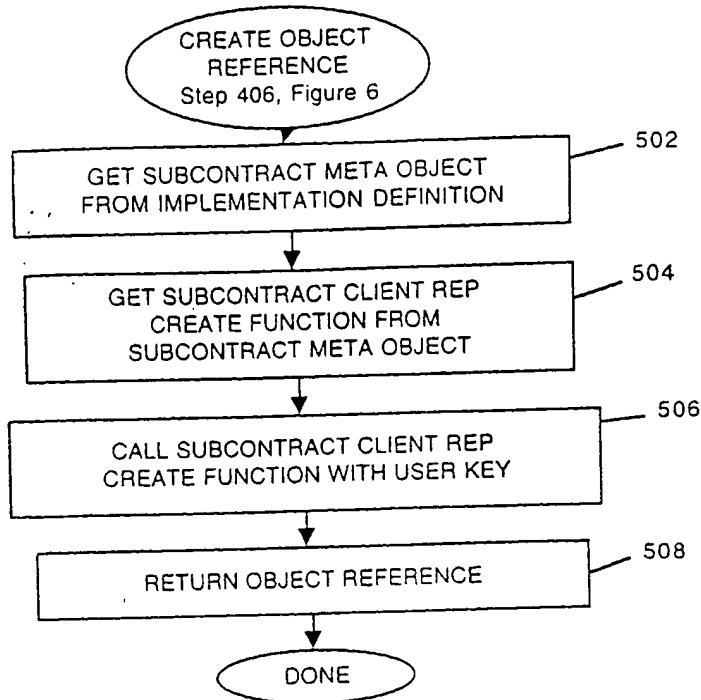 CREATE OBJECT
REFERENCE
Step 406, Figure 6
502
GET SUBCONTRACT META OBJECT
FROM IMPLEMENTATION DEFINITION
504
GET SUBCONTRACT CLIENT REP
CREATE FUNCTION FROM
SUBCONTRACT META OBJECT
506
CALL SUBCONTRACT CLIENT REP
CREATE FUNCTION WITH USER KEY
508
RETURN OBJECT REFERENCE
DONE